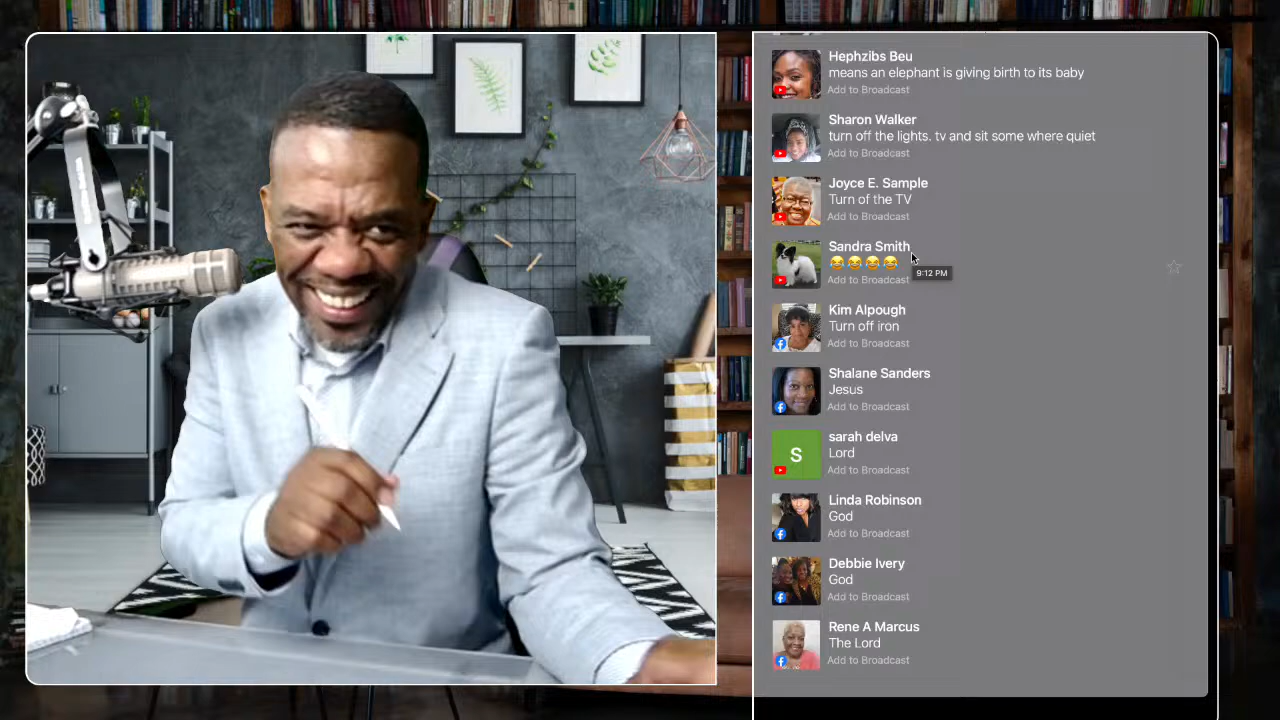 Hephzibs Beu
means an elephant is giving birth to its baby
Add to Broadcast
Sharon Walker
turn off the lights. tv and sit some where quiet
Add to Broadcast
Joyce E. Sample
Turn of the TV
Add to Broadcast
Sandra Smith
😂😂😂😂
Add to Broadcast
9:12 PM
Kim Alpough
Turn off iron
Add to Broadcast
Shalane Sanders
Jesus
Add to Broadcast
S
sarah delva
Lord
Add to Broadcast
Linda Robinson
God
Add to Broadcast
Debbie Ivery
God
Add to Broadcast
Rene A Marcus
The Lord
Add to Broadcast